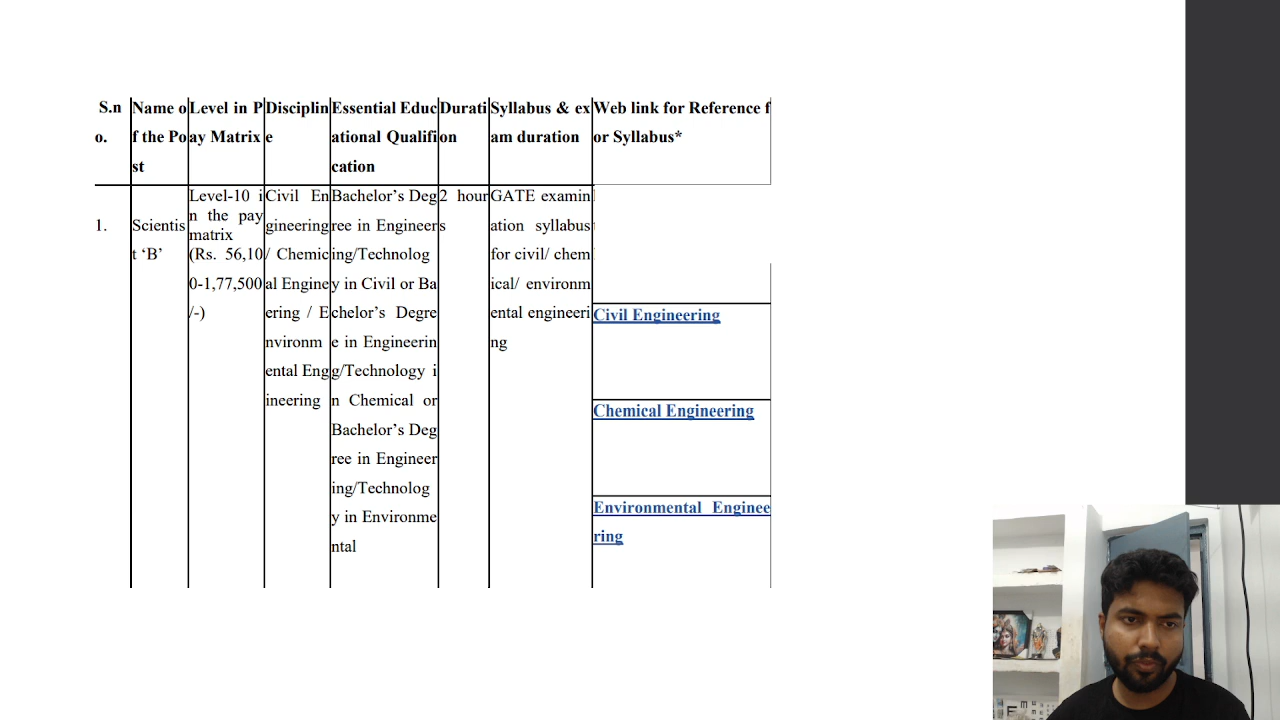 S.n
o.
Name o
f the Po
st
Level in P
ay Matrix
Disciplin
e
Essential Educ
ational Qualifi
cation
Durati
on
Syllabus & ex
am duration
Web link for Reference f
or Syllabus*
1.
Scientis
t ‘B’
Level-10 i
n the pay
matrix
(Rs. 56,10
0-1,77,500
/-)
Civil En
gineering
/ Chemic
al Engine
ering / E
nvironm
ental Eng
ineering
Bachelor’s Deg
ree in Engineer
ing/Technolog
y in Civil or Ba
chelor’s Degre
e in Engineerin
g/Technology i
n Chemical or
Bachelor’s Deg
ree in Engineer
ing/Technolog
y in Environme
ntal
2 hour
s
GATE examin
ation syllabus
for civil/ chem
ical/ environm
ental engineeri
ng
Civil Engineering
Chemical Engineering
Environmental Enginee
ring